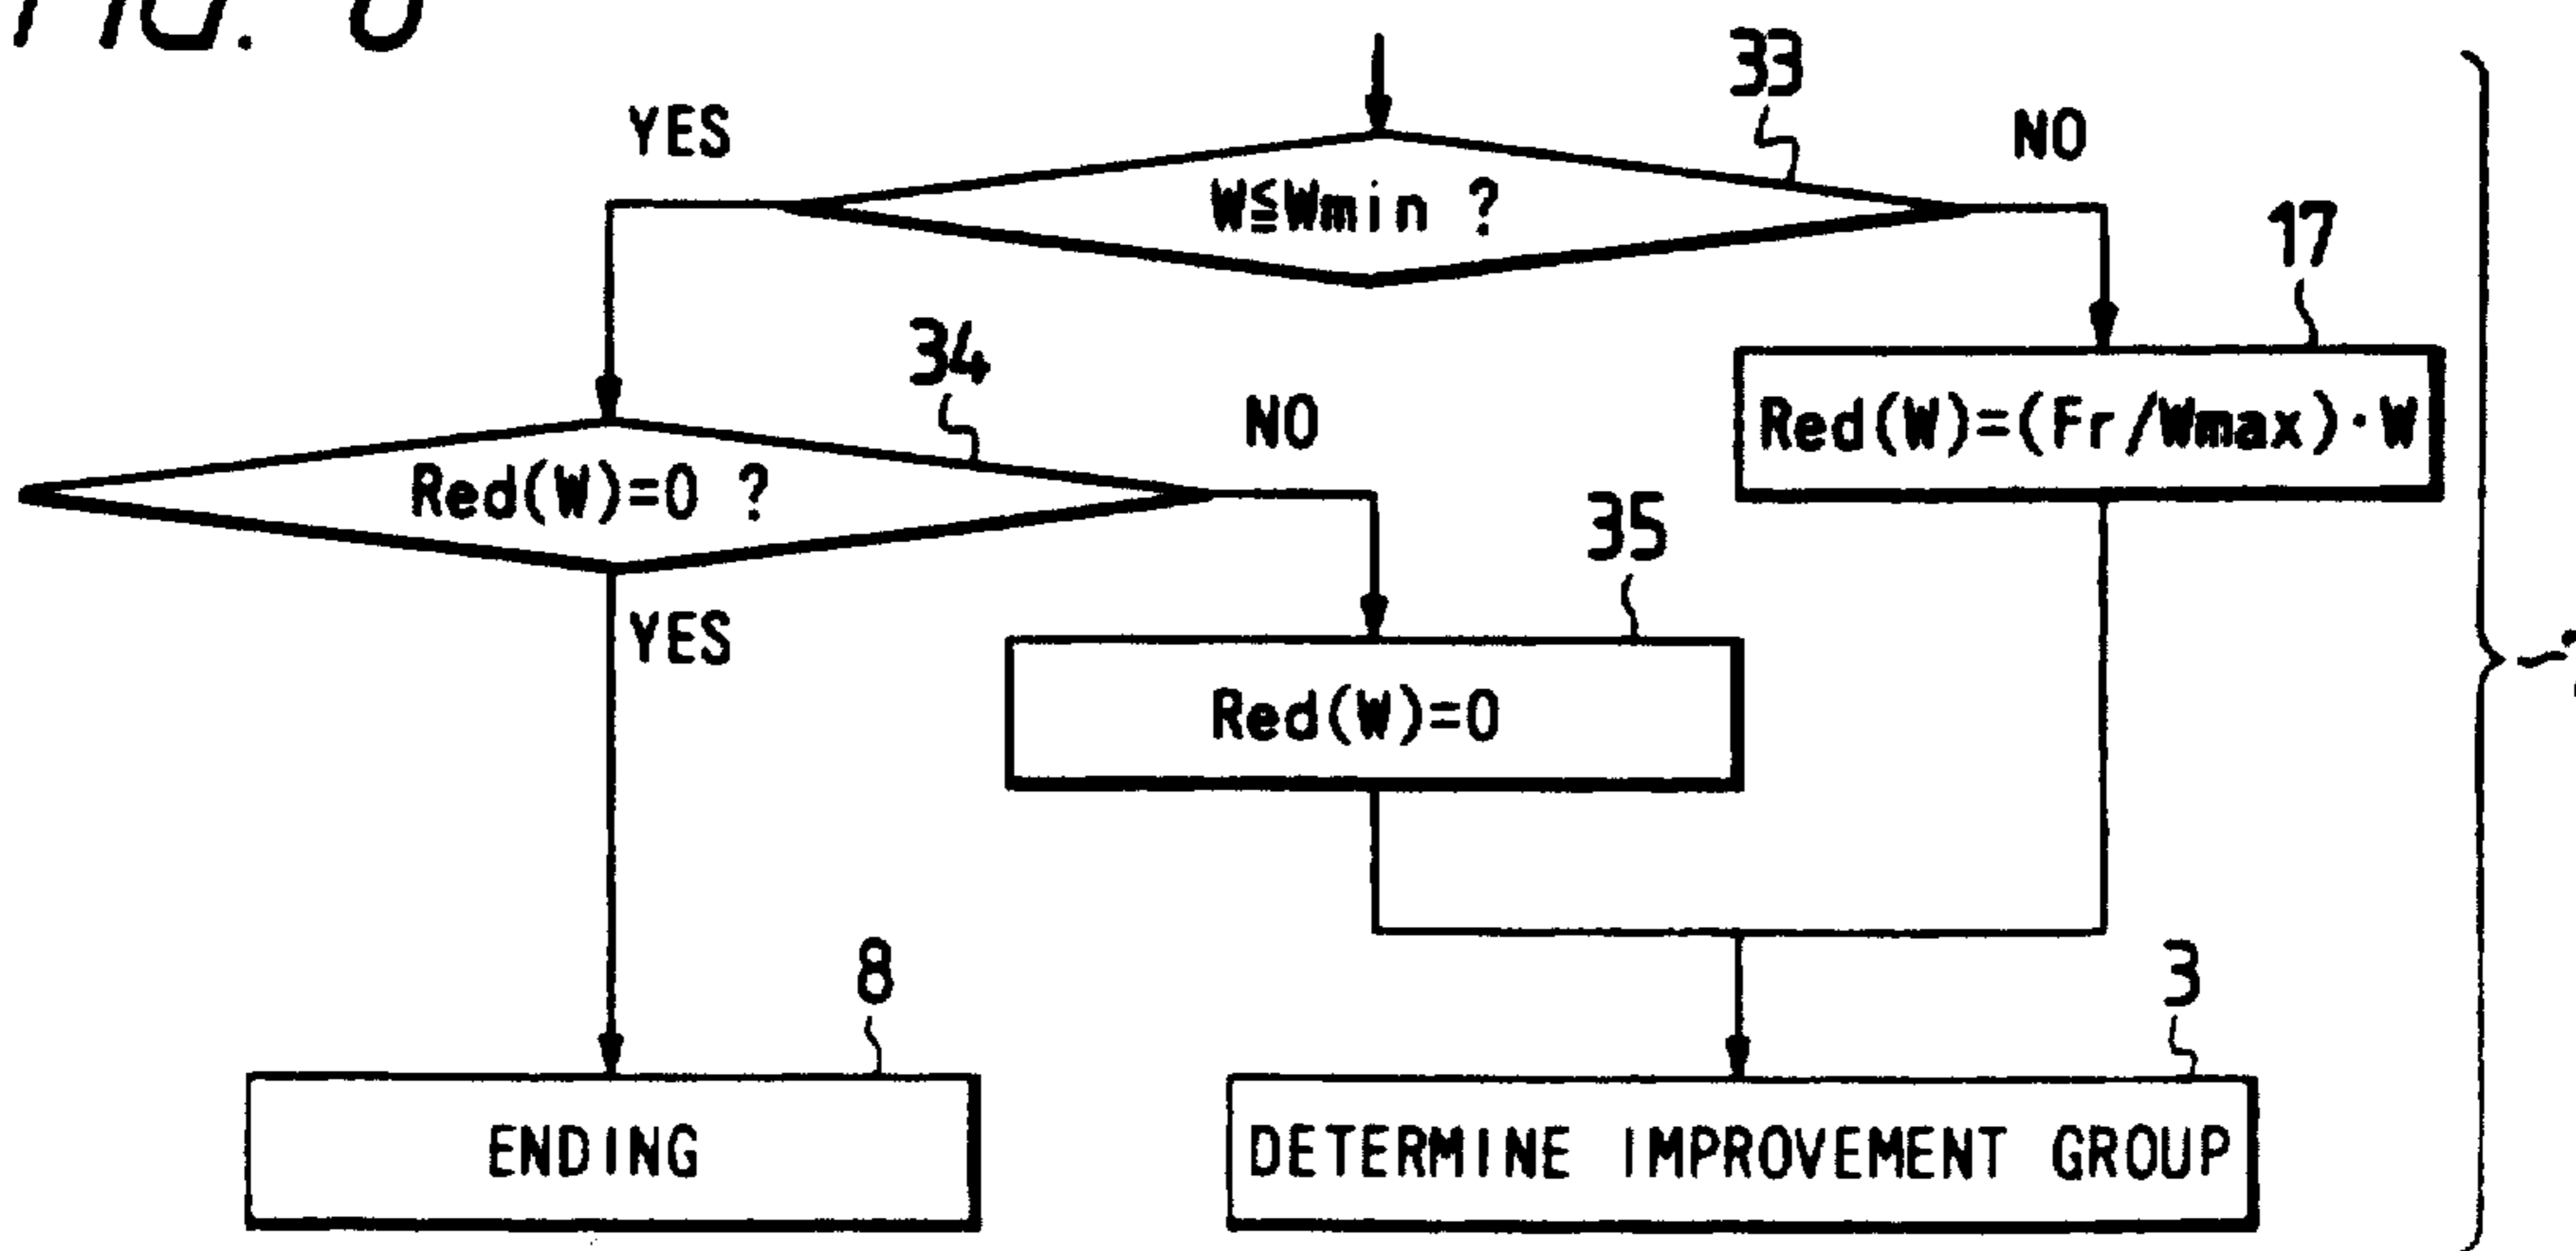 33
YES
NO
W≦Wmin ?
17
34
NO
Red(W)=(Fr/Wmax)·W
Red(W)=0 ?
35
YES
Red(W)=0
8
3
ENDING
DETERMINE IMPROVEMENT GROUP